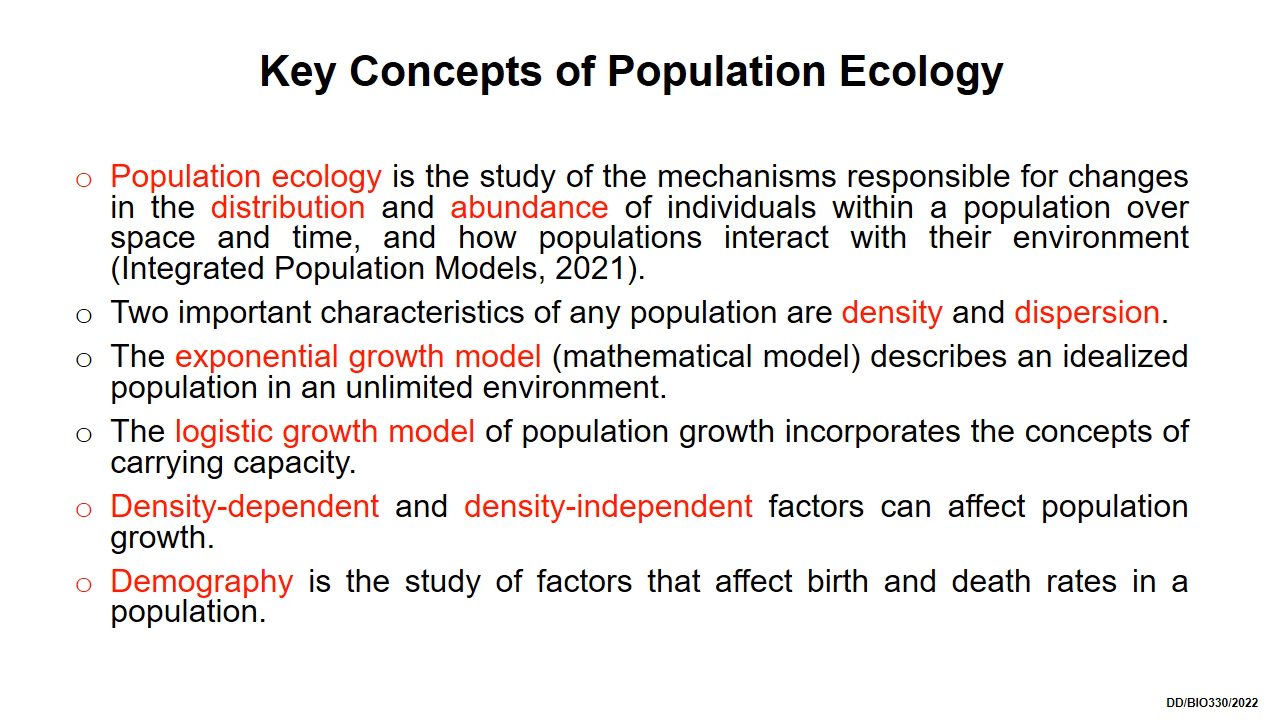 Key Concepts of Population Ecology
○ Population ecology is the study of the mechanisms responsible for changes
in the distribution and abundance of individuals within a population over
space and time, and how populations interact with their environment
(Integrated Population Models, 2021).
○ Two important characteristics of any population are density and dispersion.
○ The exponential growth model (mathematical model) describes an idealized
population in an unlimited environment.
○ The logistic growth model of population growth incorporates the concepts of
carrying capacity.
○ Density-dependent and density-independent factors can affect population
growth.
○ Demography is the study of factors that affect birth and death rates in a
population.
DD/BIO330/2022